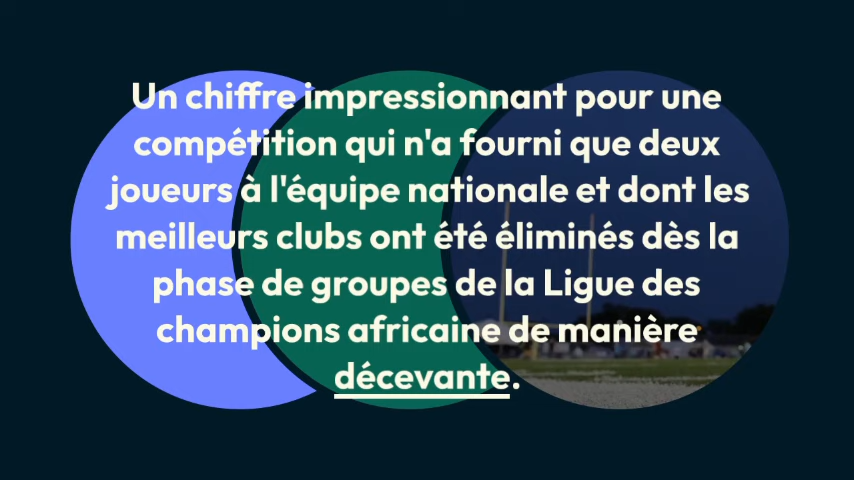 Un chiffre impressionnant pour une
compétition qui n'a fourni que deux
joueurs à l'équipe nationale et dont les
meilleurs clubs ont été éliminés dès la
phase de groupes de la Ligue des
champions africaine de manière
décevante.